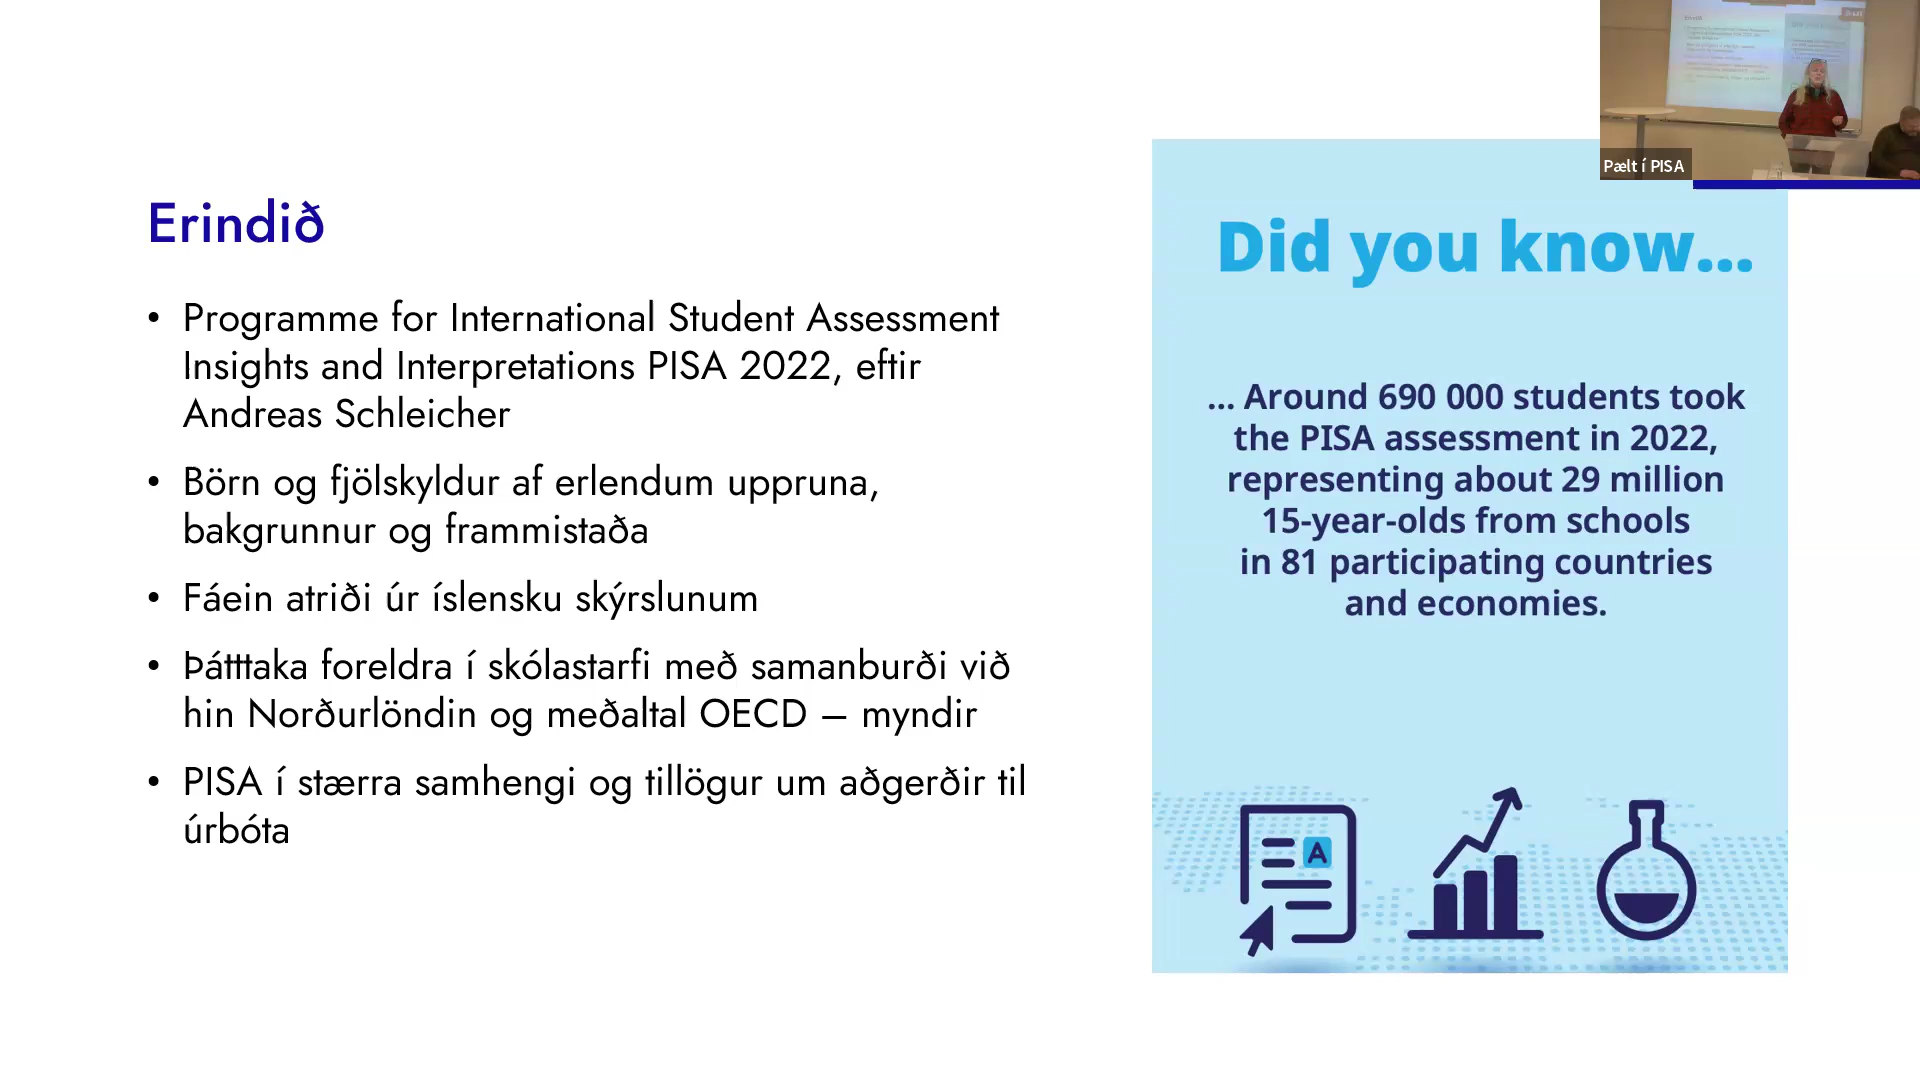 Erindið
• Programme for International Student Assessment
Insights and Interpretations PISA 2022, eftir
Andreas Schleicher
• Börn og fjölskyldur af erlendum uppruna,
bakgrunnur og frammistaða
• Fáein atriði úr íslensku skýrslunum
• Þátttaka foreldra í skólastarfi með samanburði við
hin Norðurlöndin og meðaltal OECD – myndir
• PISA í stærra samhengi og tillögur um aðgerðir til
úrbóta
Did you know...
... Around 690 000 students took
the PISA assessment in 2022,
representing about 29 million
15-year-olds from schools
in 81 participating countries
and economies.
A
Pælt í PISA